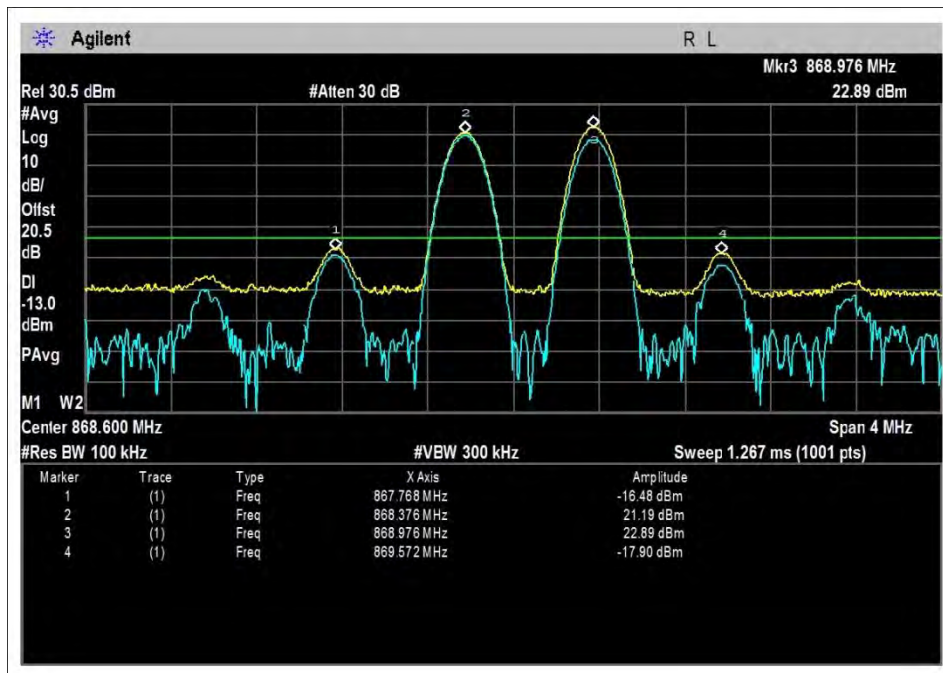 Agilent R L
Mkr3 868.976 MHz
Ref 30.5 dBm #Atten 30 dB 22.89 dBm
#Avg
Log
10
dB/
Offst
20.5
dB
DI
-13.0
dBm
PAvg
M1 W2
1
2
3
4
Center 868.600 MHz Span 4 MHz
#Res BW 100 kHz #VBW 300 kHz Sweep 1.267 ms (1001 pts)
Marker Trace Type X Axis Amplitude
1 (1) Freq 867.768 MHz -16.48 dBm
2 (1) Freq 868.376 MHz 21.19 dBm
3 (1) Freq 868.976 MHz 22.89 dBm
4 (1) Freq 869.572 MHz -17.90 dBm